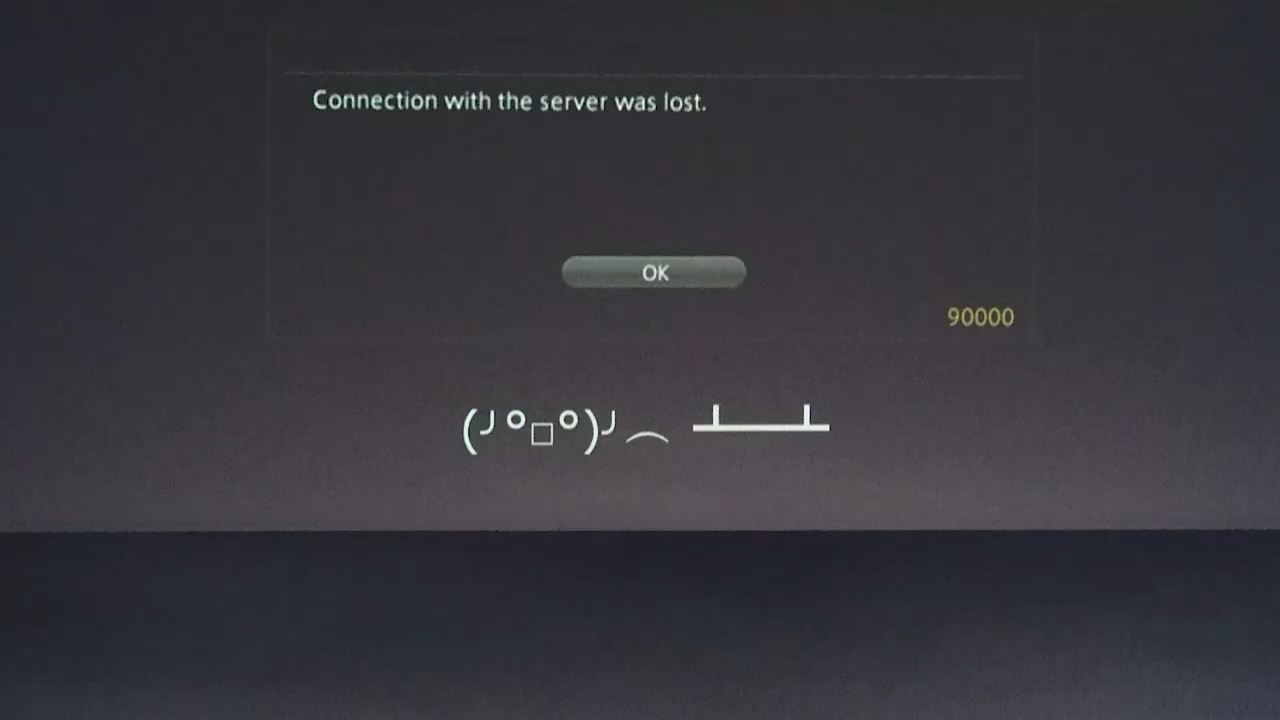 Connection with the server was lost.
OK
90000
(╯°□°)╯︵ ┻━┻